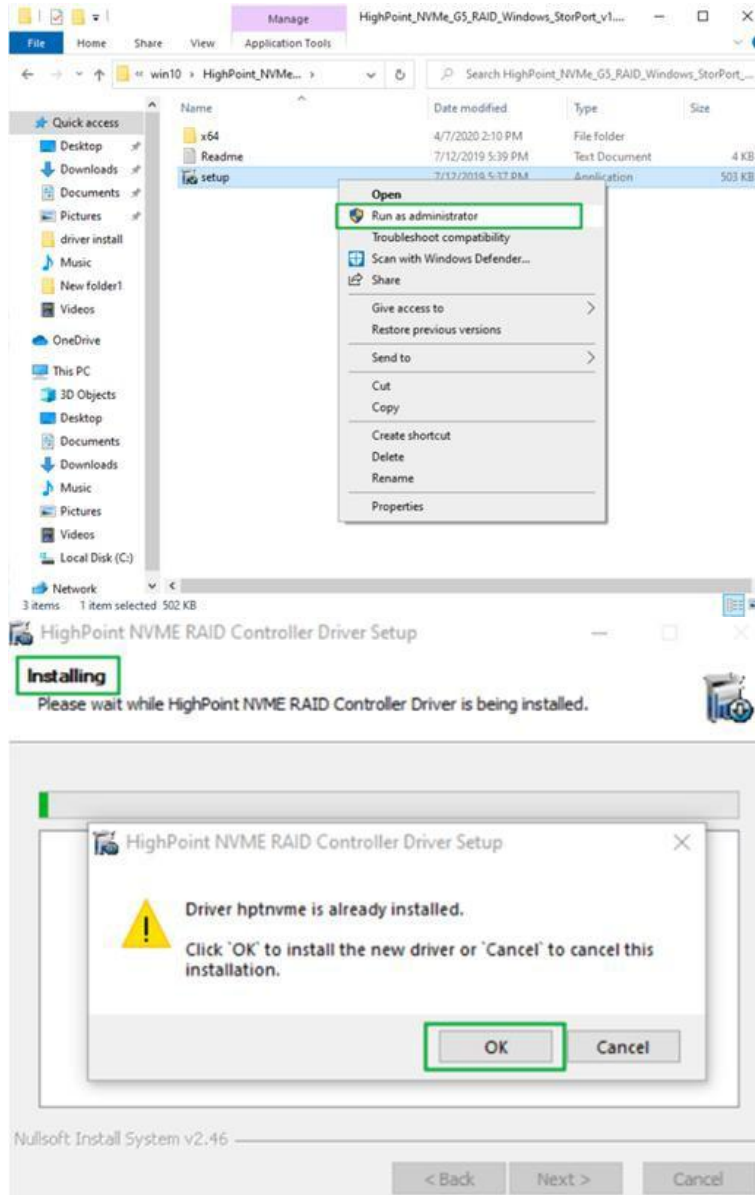 Manage
HighPoint_NVMe_G5_RAID_Windows_StorPort_v1....
File Home Share View Application Tools
« win10 › HighPoint_NVMe... ›
Search HighPoint_NVMe_G5_RAID_Windows_StorPort_...
Name Date modified Type Size
x64 4/7/2020 2:10 PM File folder
Readme 7/12/2019 5:39 PM Text Document 4 KB
setup 7/12/2019 5:37 PM Application 503 KB
Quick access
Desktop
Downloads
Documents
Pictures
driver install
Music
New folder1
Videos
OneDrive
This PC
3D Objects
Desktop
Documents
Downloads
Music
Pictures
Videos
Local Disk (C:)
Network
Open
Run as administrator
Troubleshoot compatibility
Scan with Windows Defender...
Share
Give access to
Restore previous versions
Send to
Cut
Copy
Create shortcut
Delete
Rename
Properties
3 items 1 item selected 502 KB
HighPoint NVME RAID Controller Driver Setup
Installing
Please wait while HighPoint NVME RAID Controller Driver is being installed.
HighPoint NVME RAID Controller Driver Setup
Driver hptnvme is already installed.
Click `OK` to install the new driver or `Cancel` to cancel this
installation.
OK Cancel
Nullsoft Install System v2.46
< Back Next > Cancel